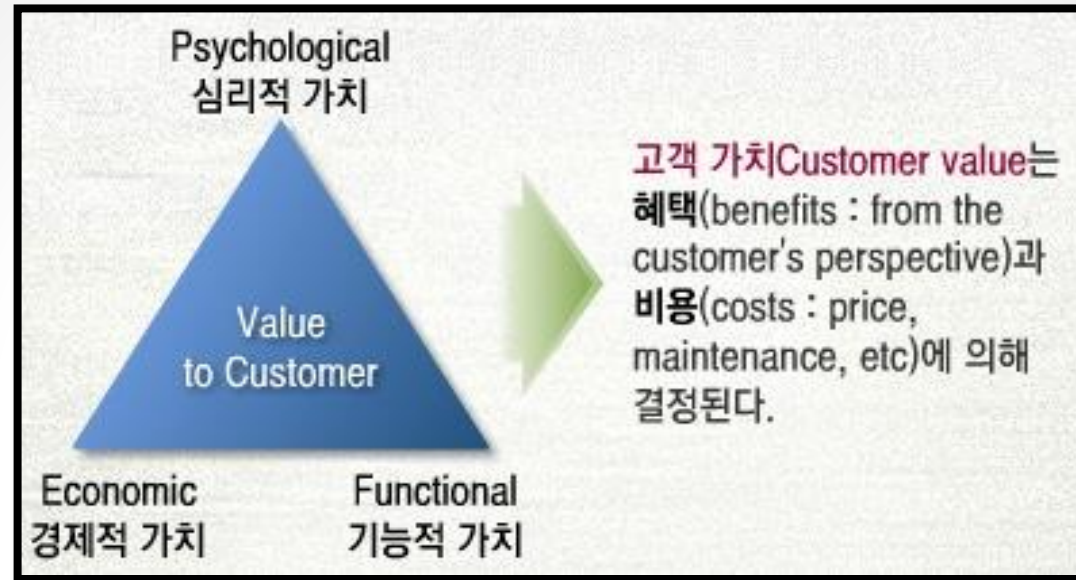 Psychological
심리적 가치
Value
to Customer
Economic
경제적 가치
Functional
기능적 가치
고객 가치Customer value는
혜택(benefits : from the
customer's perspective)과
비용(costs : price,
maintenance, etc)에 의해
결정된다.